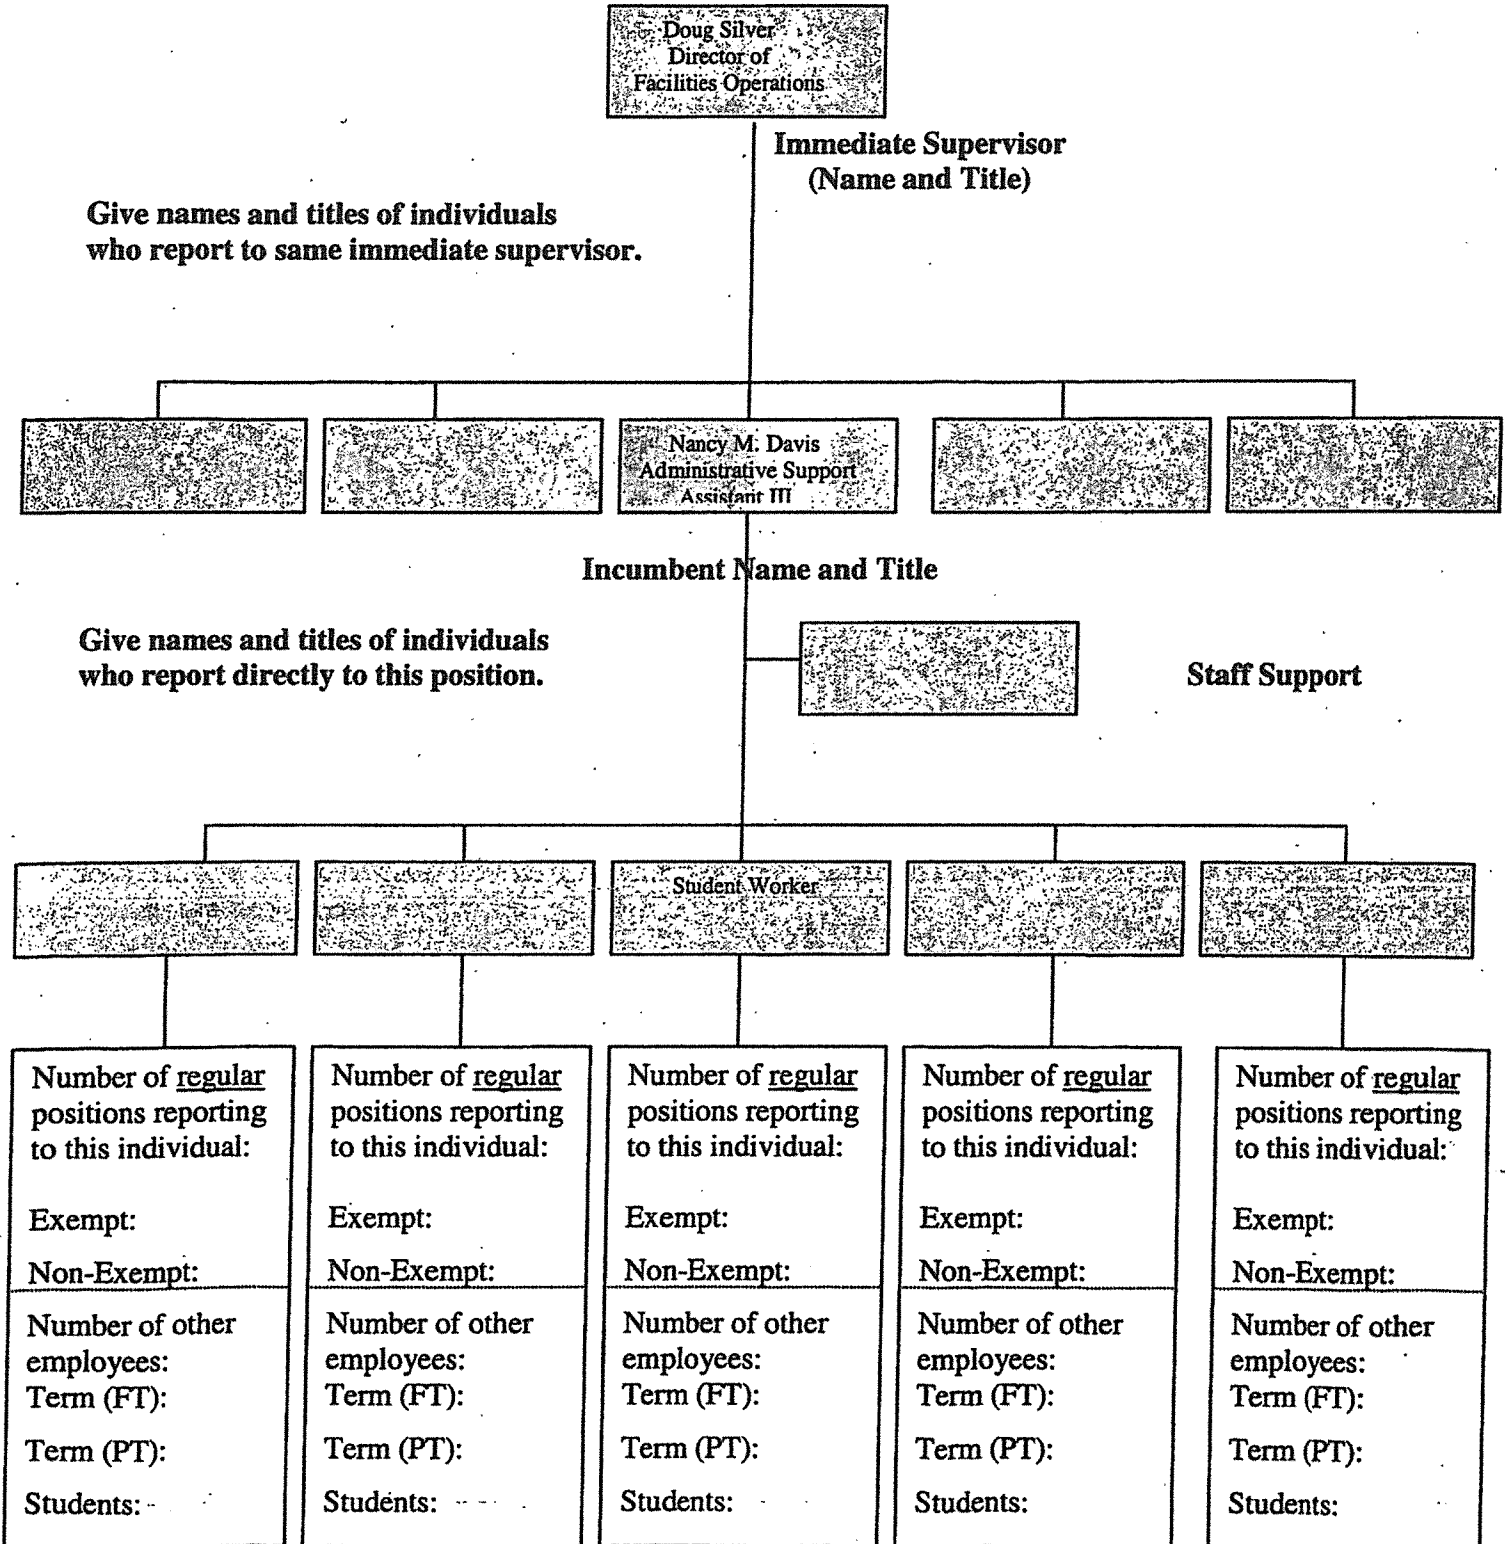 Doug Silver
Director of
Facilities Operations
Immediate Supervisor
(Name and Title)
Give names and titles of individuals
who report to same immediate supervisor.
Nancy M. Davis
Administrative Support
Assistant III
Incumbent Name and Title
Give names and titles of individuals
who report directly to this position.
Staff Support
Student Worker
Number of regular
positions reporting
to this individual:
Exempt:
Non-Exempt:
Number of other
employees:
Term (FT):
Term (PT):
Students:
Number of regular
positions reporting
to this individual:
Exempt:
Non-Exempt:
Number of other
employees:
Term (FT):
Term (PT):
Students:
Number of regular
positions reporting
to this individual:
Exempt:
Non-Exempt:
Number of other
employees:
Term (FT):
Term (PT):
Students:
Number of regular
positions reporting
to this individual:
Exempt:
Non-Exempt:
Number of other
employees:
Term (FT):
Term (PT):
Students:
Number of regular
positions reporting
to this individual:
Exempt:
Non-Exempt:
Number of other
employees:
Term (FT):
Term (PT):
Students: